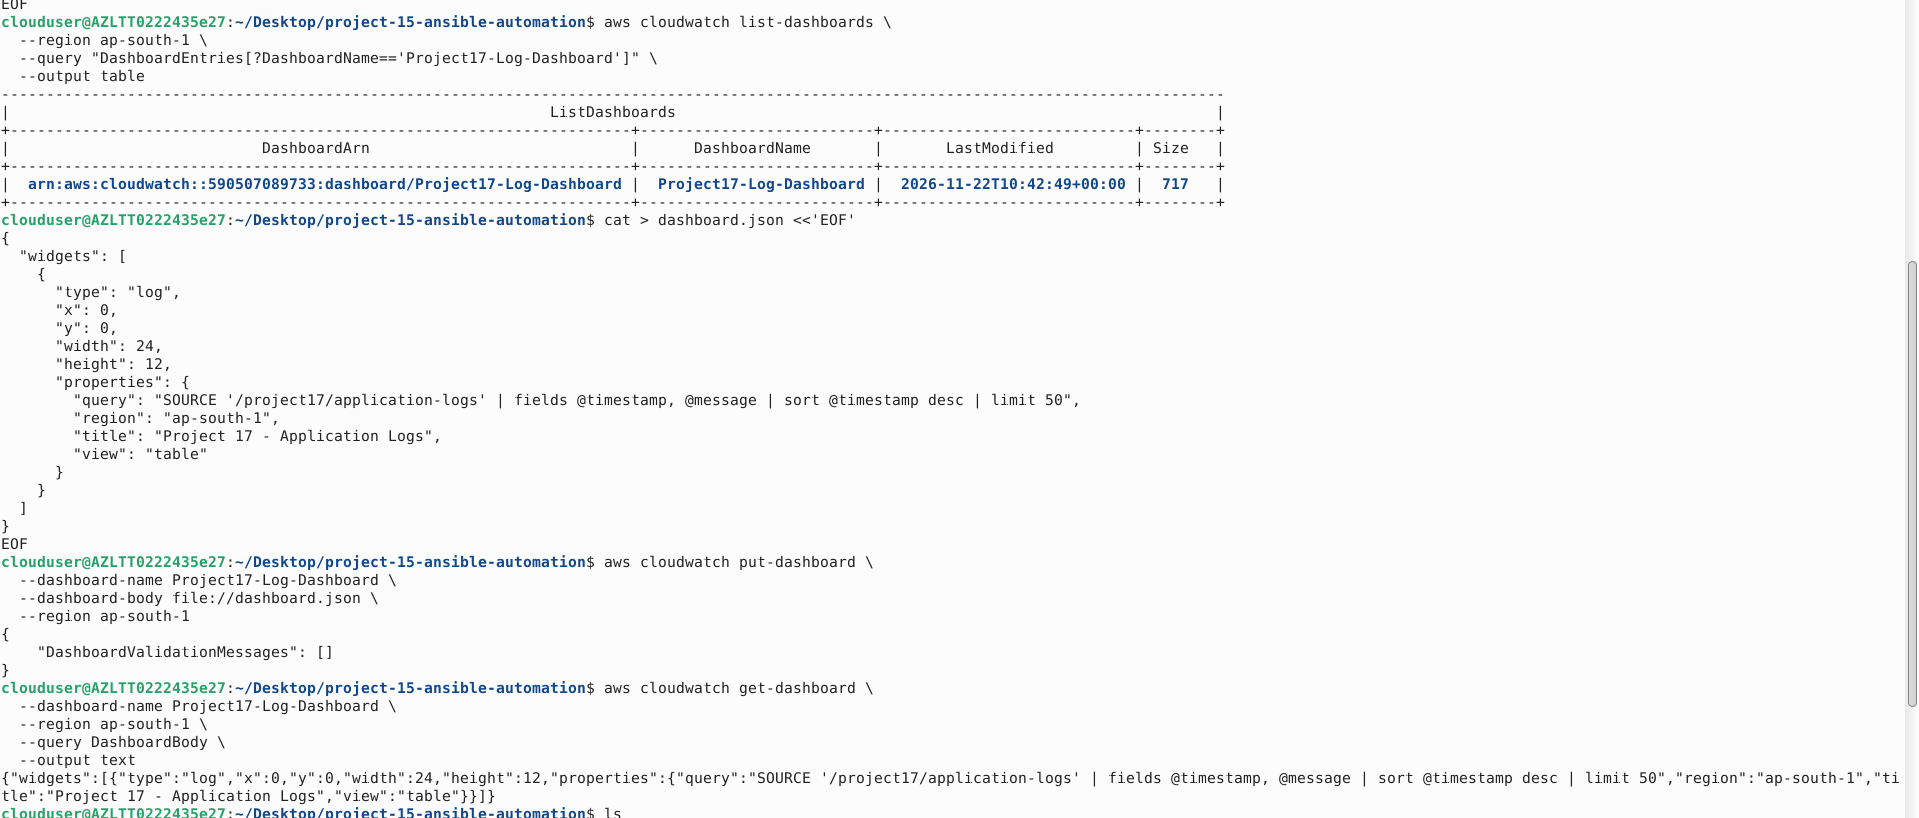 EOF
clouduser@AZLTT0222435e27:~/Desktop/project-15-ansible-automation$ aws cloudwatch list-dashboards \
  --region ap-south-1 \
  --query "DashboardEntries[?DashboardName=='Project17-Log-Dashboard']" \
  --output table
----------------------------------------------------------------------------------------------------------------------------------------
|                                                            ListDashboards                                                            |
+---------------------------------------------------------------------+--------------------------+----------------------------+--------+
|                            DashboardArn                             |      DashboardName       |       LastModified         | Size   |
+---------------------------------------------------------------------+--------------------------+----------------------------+--------+
|  arn:aws:cloudwatch::590507089733:dashboard/Project17-Log-Dashboard |  Project17-Log-Dashboard |  2026-11-22T10:42:49+00:00 |  717   |
+---------------------------------------------------------------------+--------------------------+----------------------------+--------+
clouduser@AZLTT0222435e27:~/Desktop/project-15-ansible-automation$ cat > dashboard.json <<'EOF'
{
  "widgets": [
    {
      "type": "log",
      "x": 0,
      "y": 0,
      "width": 24,
      "height": 12,
      "properties": {
        "query": "SOURCE '/project17/application-logs' | fields @timestamp, @message | sort @timestamp desc | limit 50",
        "region": "ap-south-1",
        "title": "Project 17 - Application Logs",
        "view": "table"
      }
    }
  ]
}
EOF
clouduser@AZLTT0222435e27:~/Desktop/project-15-ansible-automation$ aws cloudwatch put-dashboard \
  --dashboard-name Project17-Log-Dashboard \
  --dashboard-body file://dashboard.json \
  --region ap-south-1
{
    "DashboardValidationMessages": []
}
clouduser@AZLTT0222435e27:~/Desktop/project-15-ansible-automation$ aws cloudwatch get-dashboard \
  --dashboard-name Project17-Log-Dashboard \
  --region ap-south-1 \
  --query DashboardBody \
  --output text
{"widgets":[{"type":"log","x":0,"y":0,"width":24,"height":12,"properties":{"query":"SOURCE '/project17/application-logs' | fields @timestamp, @message | sort @timestamp desc | limit 50","region":"ap-south-1","ti
tle":"Project 17 - Application Logs","view":"table"}}]}
clouduser@AZLTT0222435e27:~/Desktop/project-15-ansible-automation$ ls